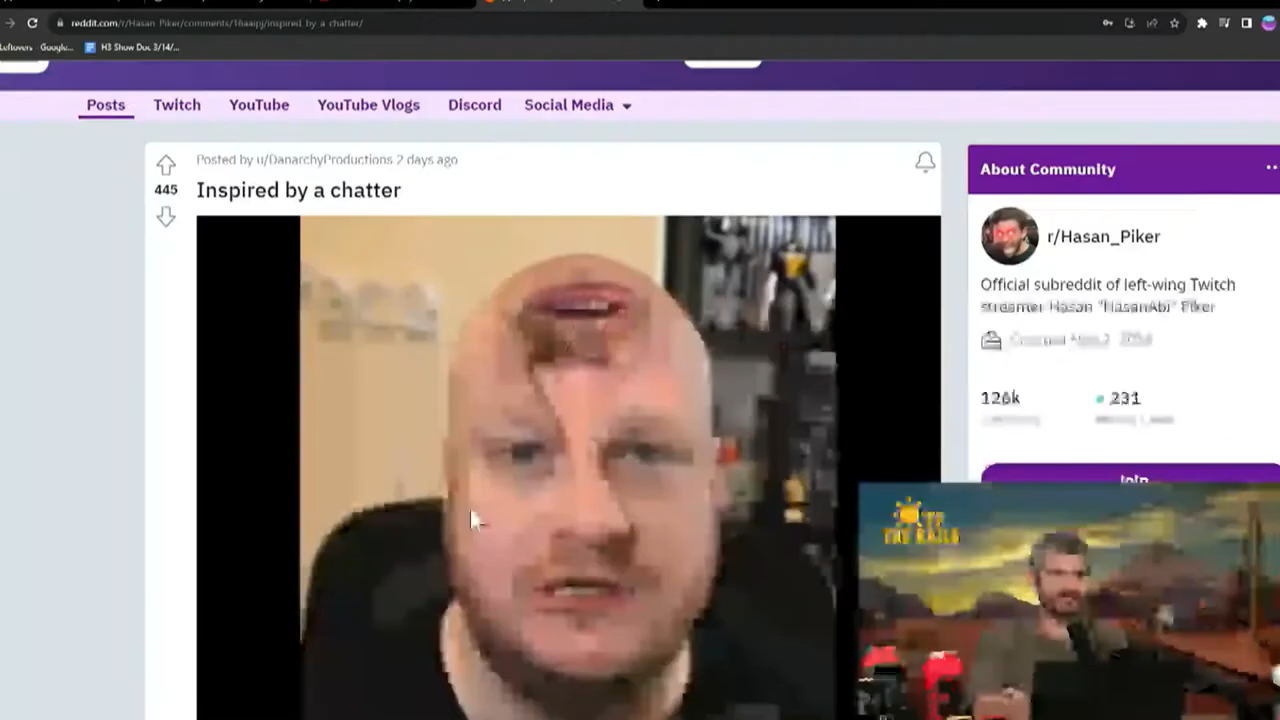 reddit.com/r/Hasan_Piker/comments/16aaipj/inspired_by_a_chatter/
Leftovers
Google...
H3 Show Doc 3/14/...
Posts
Twitch
YouTube
YouTube Vlogs
Discord
Social Media
Posted by u/DanarchyProductions 2 days ago
445
Inspired by a chatter
About Community
r/Hasan_Piker
Official subreddit of left-wing Twitch
streamer Hasan "HasanAbi" Piker
126k
231
Join
THE RAILS